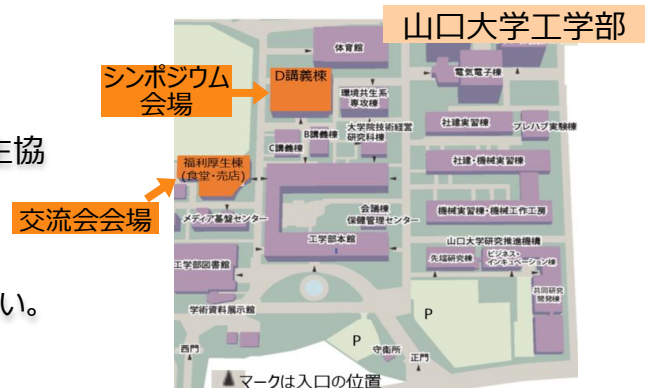 山口大学工学部
体育館
シンポジウム
会場
D講義棟
電気電子棟
環境共生系
専攻棟
大学院技術経営
研究科棟
社建実習棟
プレハブ実験棟
B講義棟
C講義棟
生協
福利厚生棟
(食堂・売店)
社建・機械実習棟
交流会会場
メディア基盤センター
会議棟
保健管理センター
機械実習棟・機械工作工房
工学部本館
山口大学研究推進機構
工学部図書館
先端研究棟
ビジネス・
インキュベーション棟
共同研究
開発棟
い。
学術資料展示館
P
P
西門
守衛所
正門
▲マークは入口の位置